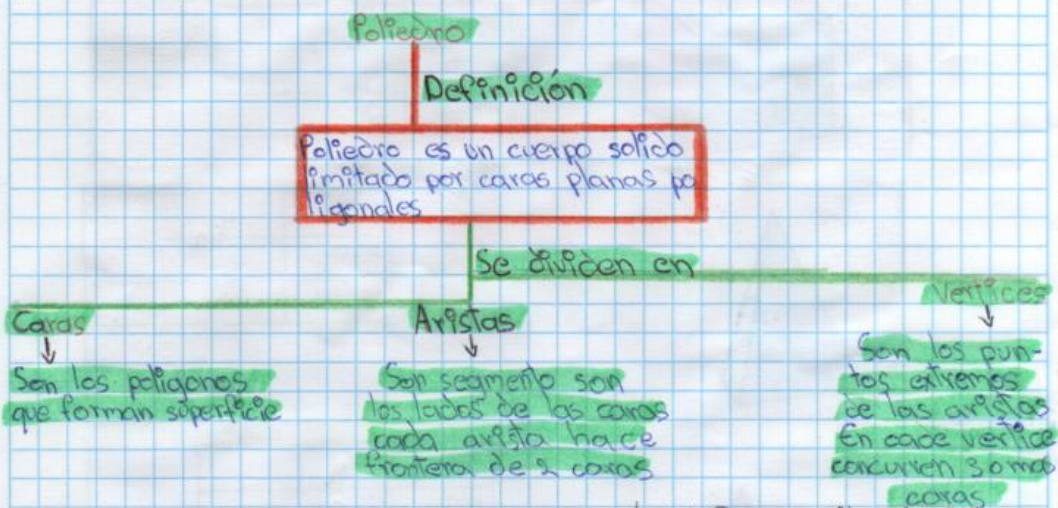 Poliedro
Definición
Poliedro es un cuerpo solido
limitado por caras planas po
ligonales
Se dividen en
Caras
Son los poligonos
que forman superficie
Aristas
Son segmento son
los lados de las caras
cada arista hace
frontera de 2 caras
Vertices
Son los pun-
tos extremos
de las aristas
En cade vertice
concurren 3 o mas
caras